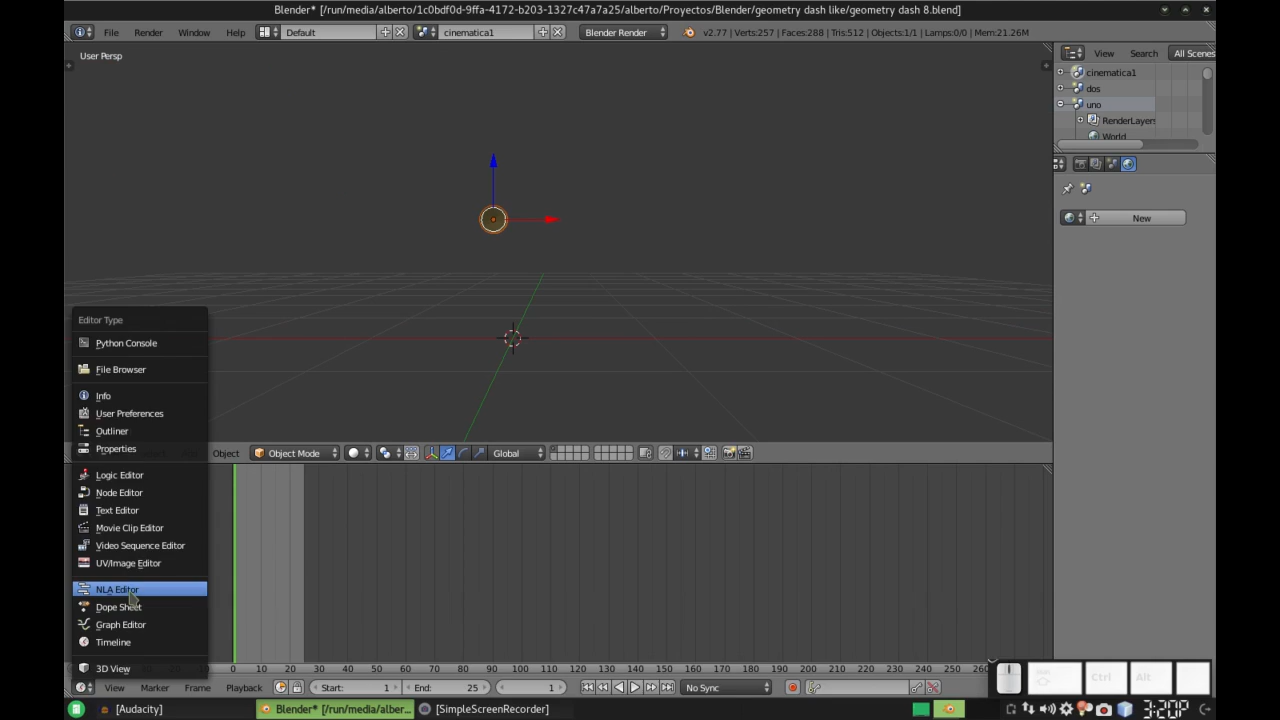 Blender* [/run/media/alberto/1c0bdf0d-9ffa-4172-b203-1327c47a7a25/alberto/Proyectos/Blender/geometry dash like/geometry dash 8.blend]
File Render Window Help Default cinematica1 Blender Render v2.77 | Verts:257 | Faces:288 | Tris:512 | Objects:1/1 | Lamps:0/0 | Mem:21.26M
User Persp
View Search All Scenes
cinematica1
dos
uno
RenderLayers
World
New
Editor Type
Python Console
File Browser
Info
User Preferences
Outliner
Properties
Object Object Mode Global
Logic Editor
Node Editor
Text Editor
Movie Clip Editor
Video Sequence Editor
UV/Image Editor
NLA Editor
Dope Sheet
Graph Editor
Timeline
3D View
0 10 20 30 40 50 60 70 80 90 100 110 120 130 140 150 160 170 180 190 200 210 220 230 240 250 260
View Marker Frame Playback Start: 1 End: 25 1 No Sync
Ctrl Alt
[Audacity] Blender* [/run/media/alber... [SimpleScreenRecorder] 3:20P